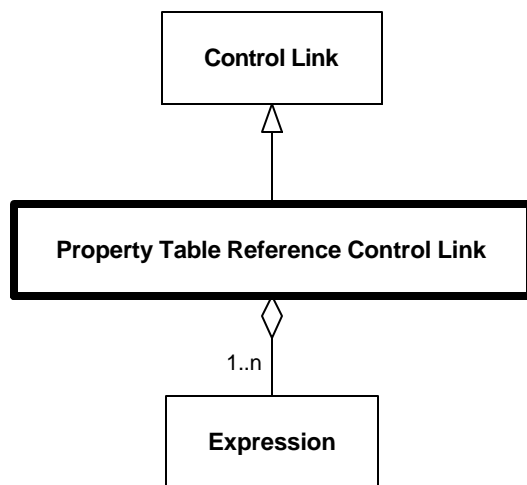 Control Link
Property Table Reference Control Link
1..n
Expression